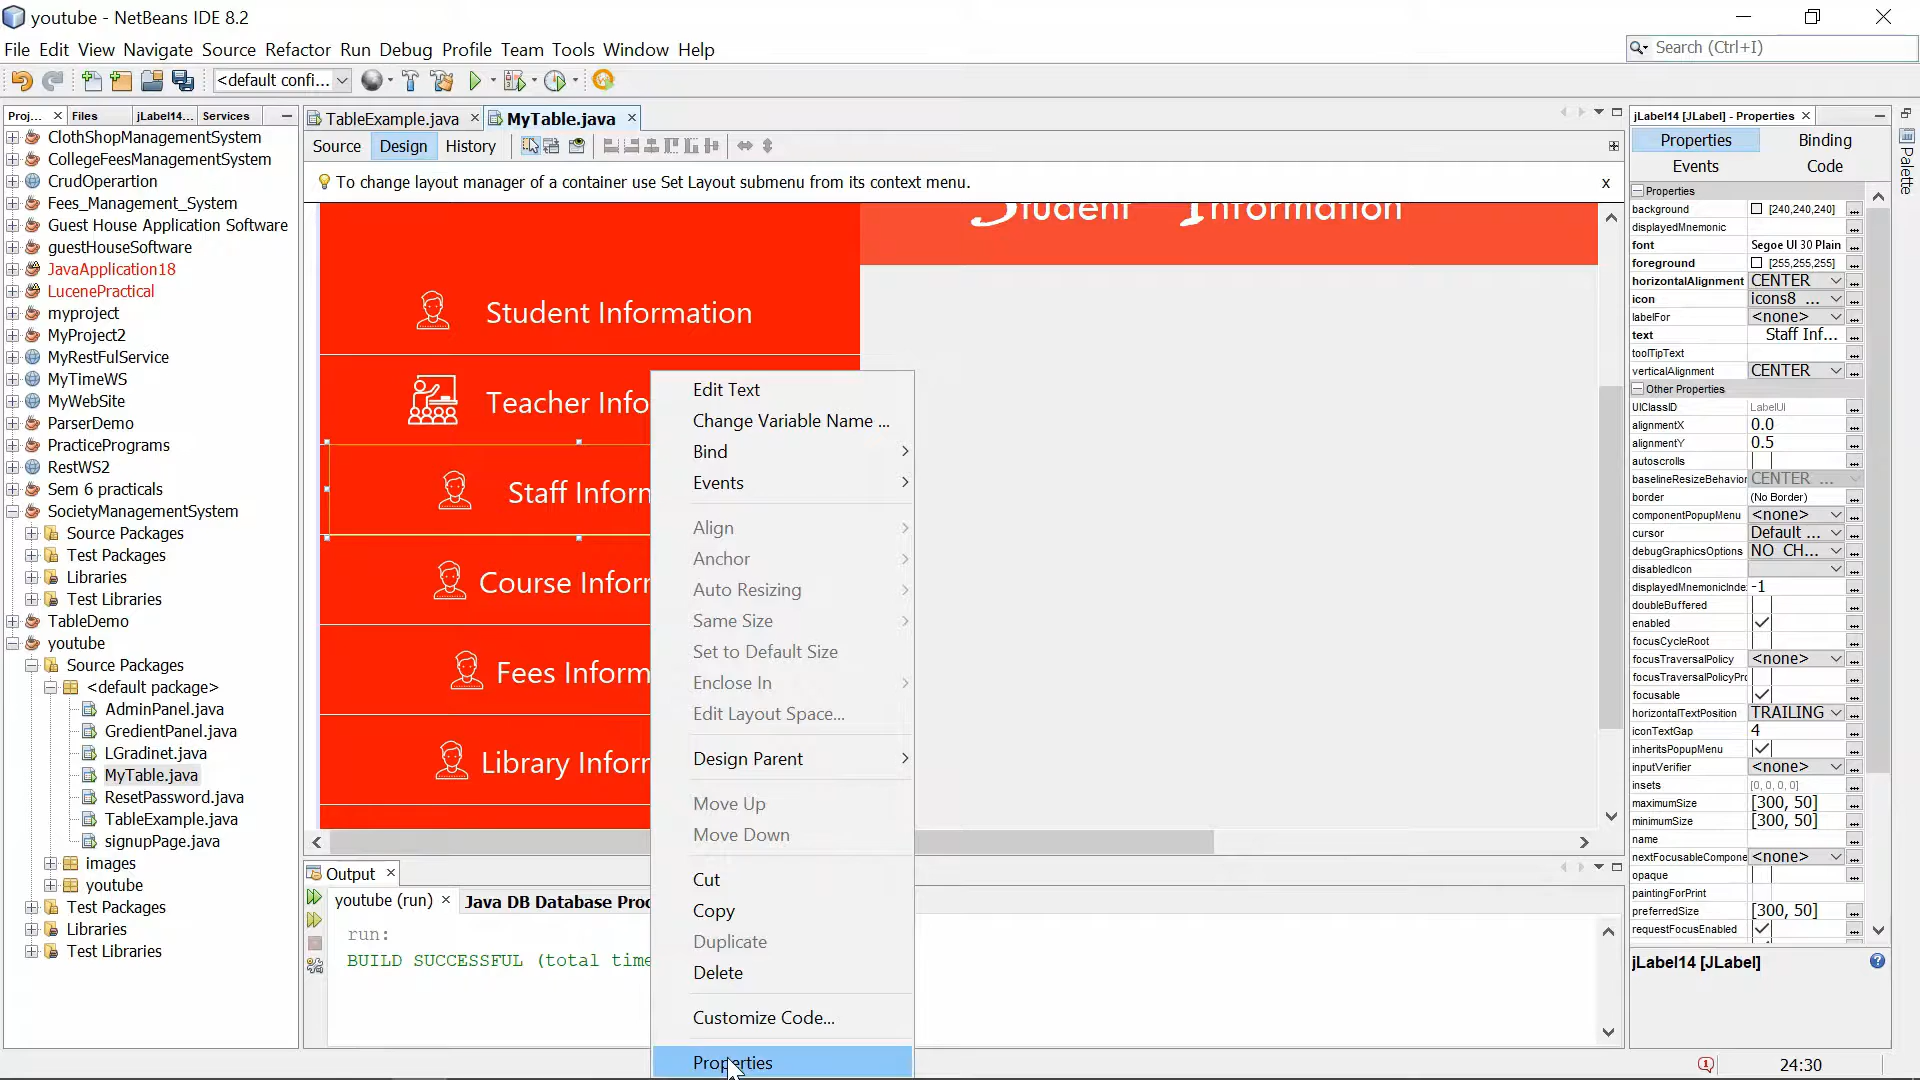 youtube - NetBeans IDE 8.2
File Edit View Navigate Source Refactor Run Debug Profile Team Tools Window Help
Search (Ctrl+I)
<default confi...
Proj... Files jLabel14... Services
ClothShopManagementSystem
CollegeFeesManagementSystem
CrudOperartion
Fees_Management_System
Guest House Application Software
guestHouseSoftware
JavaApplication18
LucenePractical
myproject
MyProject2
MyRestFulService
MyTimeWS
MyWebSite
ParserDemo
PracticePrograms
RestWS2
Sem 6 practicals
SocietyManagementSystem
Source Packages
Test Packages
Libraries
Test Libraries
TableDemo
youtube
Source Packages
<default package>
AdminPanel.java
GredientPanel.java
LGradinet.java
MyTable.java
ResetPassword.java
TableExample.java
signupPage.java
images
youtube
Test Packages
Libraries
Test Libraries
TableExample.java MyTable.java
Source Design History
To change layout manager of a container use Set Layout submenu from its context menu. x
Student Information
Student Information
Teacher Info
Staff Inform
Course Infor
Fees Inform
Library Infor
Edit Text
Change Variable Name ...
Bind
Events
Align
Anchor
Auto Resizing
Same Size
Set to Default Size
Enclose In
Edit Layout Space...
Design Parent
Move Up
Move Down
Cut
Copy
Duplicate
Delete
Customize Code...
Properties
Output
youtube (run) Java DB Database Proc
run:
BUILD SUCCESSFUL (total time
jLabel14 [JLabel] - Properties
Properties Binding
Events Code
Properties
background [240,240,240] ...
displayedMnemonic ...
font Segoe UI 30 Plain ...
foreground [255,255,255] ...
horizontalAlignment CENTER ...
icon icons8 ... ...
labelFor <none> ...
text Staff Inf... ...
toolTipText ...
verticalAlignment CENTER ...
Other Properties
UIClassID LabelUI ...
alignmentX 0.0 ...
alignmentY 0.5 ...
autoscrolls ...
baselineResizeBehavior CENTER ... ...
border (No Border) ...
componentPopupMenu <none> ...
cursor Default ... ...
debugGraphicsOptions NO_CH... ...
disabledIcon ...
displayedMnemonicInde -1 ...
doubleBuffered ...
enabled ...
focusCycleRoot ...
focusTraversalPolicy <none> ...
focusTraversalPolicyPro ...
focusable ...
horizontalTextPosition TRAILING ...
iconTextGap 4 ...
inheritsPopupMenu ...
inputVerifier <none> ...
insets [0, 0, 0, 0] ...
maximumSize [300, 50] ...
minimumSize [300, 50] ...
name ...
nextFocusableCompone <none> ...
opaque ...
paintingForPrint
preferredSize [300, 50] ...
requestFocusEnabled ...
jLabel14 [JLabel]
Palette
24:30